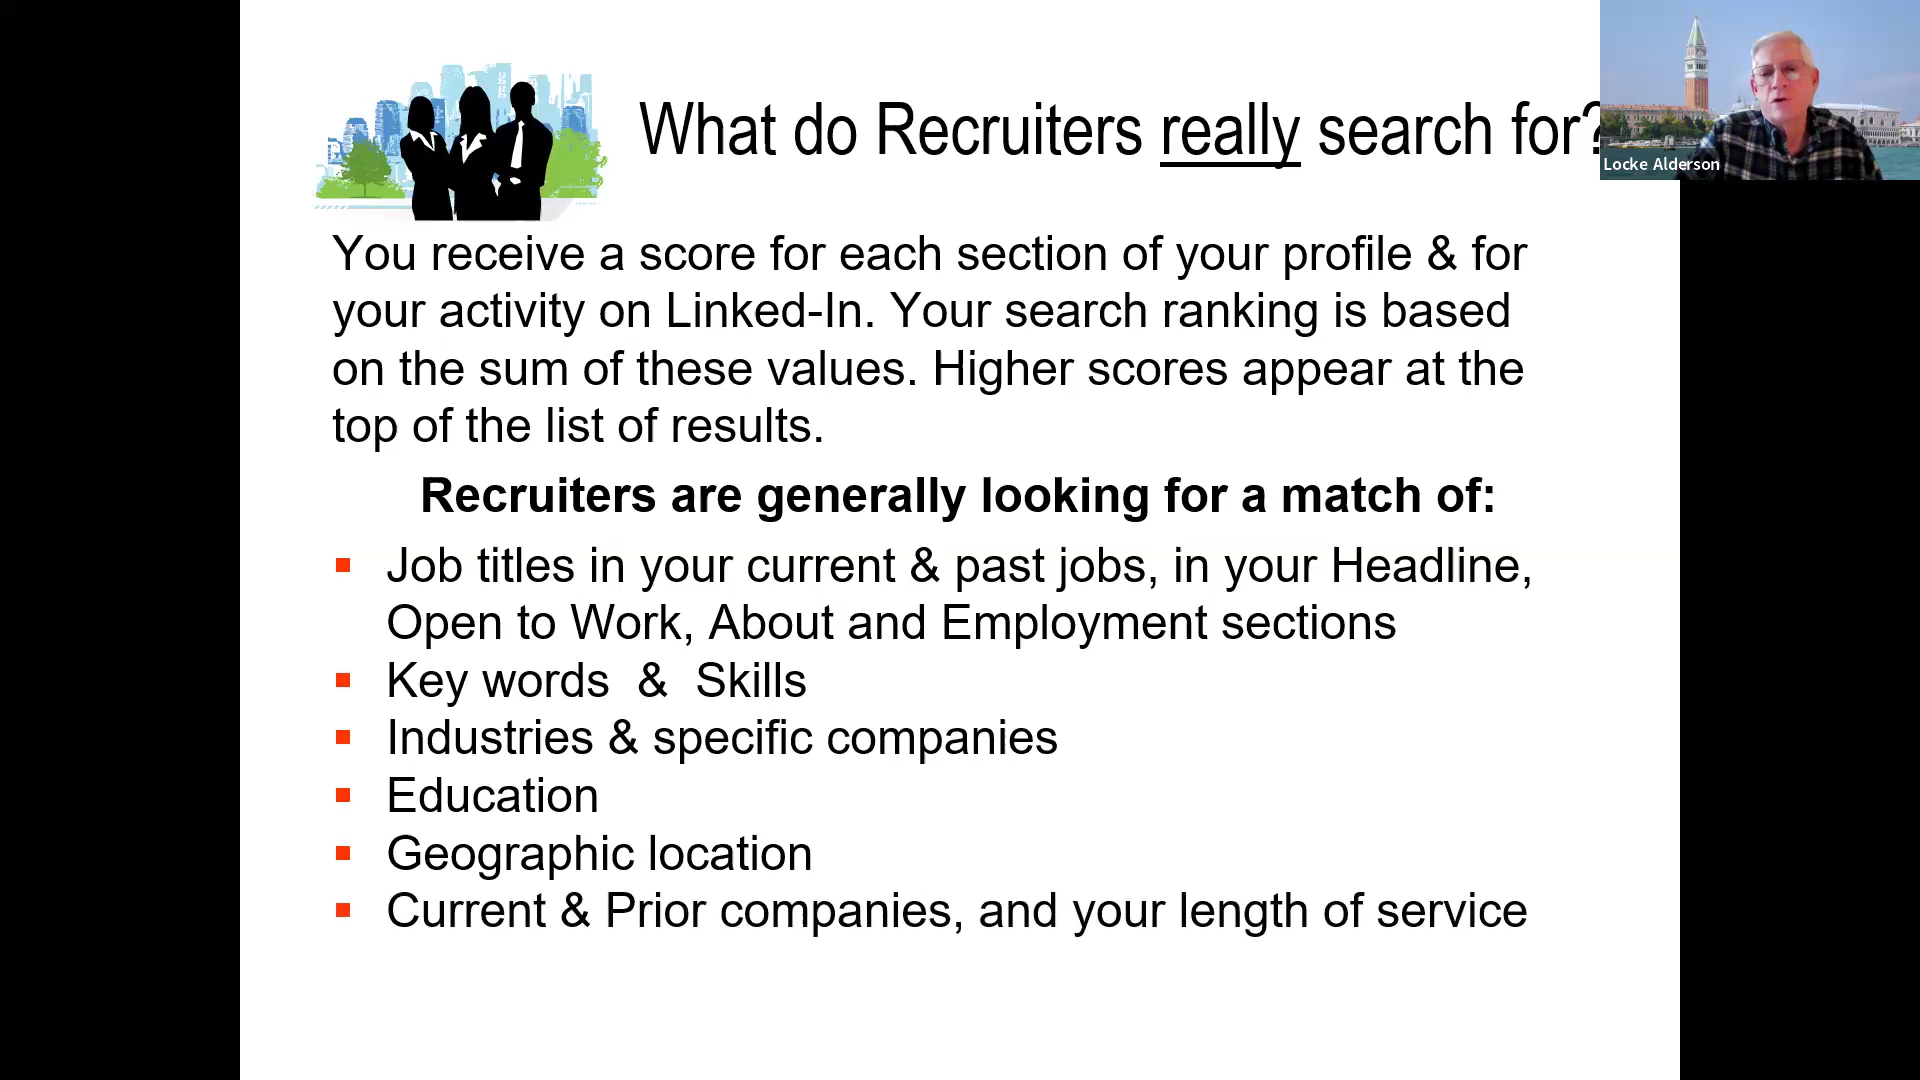 What do Recruiters really search for?
Locke Alderson
You receive a score for each section of your profile & for
your activity on Linked-In. Your search ranking is based
on the sum of these values. Higher scores appear at the
top of the list of results.
Recruiters are generally looking for a match of:
Job titles in your current & past jobs, in your Headline,
Open to Work, About and Employment sections
Key words & Skills
Industries & specific companies
Education
Geographic location
Current & Prior companies, and your length of service